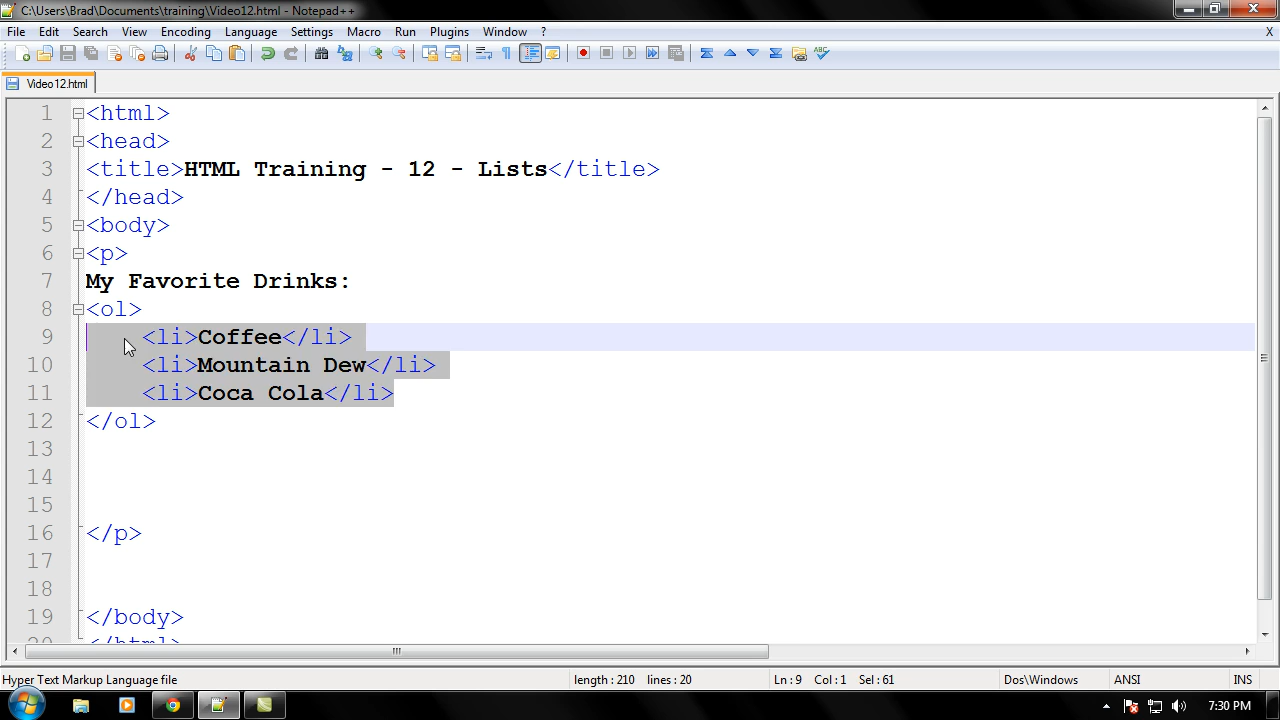 C:\Users\Brad\Documents\training\Video12.html - Notepad++
File Edit Search View Encoding Language Settings Macro Run Plugins Window ? X
Video12.html
1 <html>
2 <head>
3 <title>HTML Training - 12 - Lists</title>
4 </head>
5 <body>
6 <p>
7 My Favorite Drinks:
8 <ol>
9 <li>Coffee</li>
10 <li>Mountain Dew</li>
11 <li>Coca Cola</li>
12 </ol>
13
14
15
16 </p>
17
18
19 </body>
20 </html>
Hyper Text Markup Language file length : 210 lines : 20 Ln : 9 Col : 1 Sel : 61 Dos\Windows ANSI INS
7:30 PM